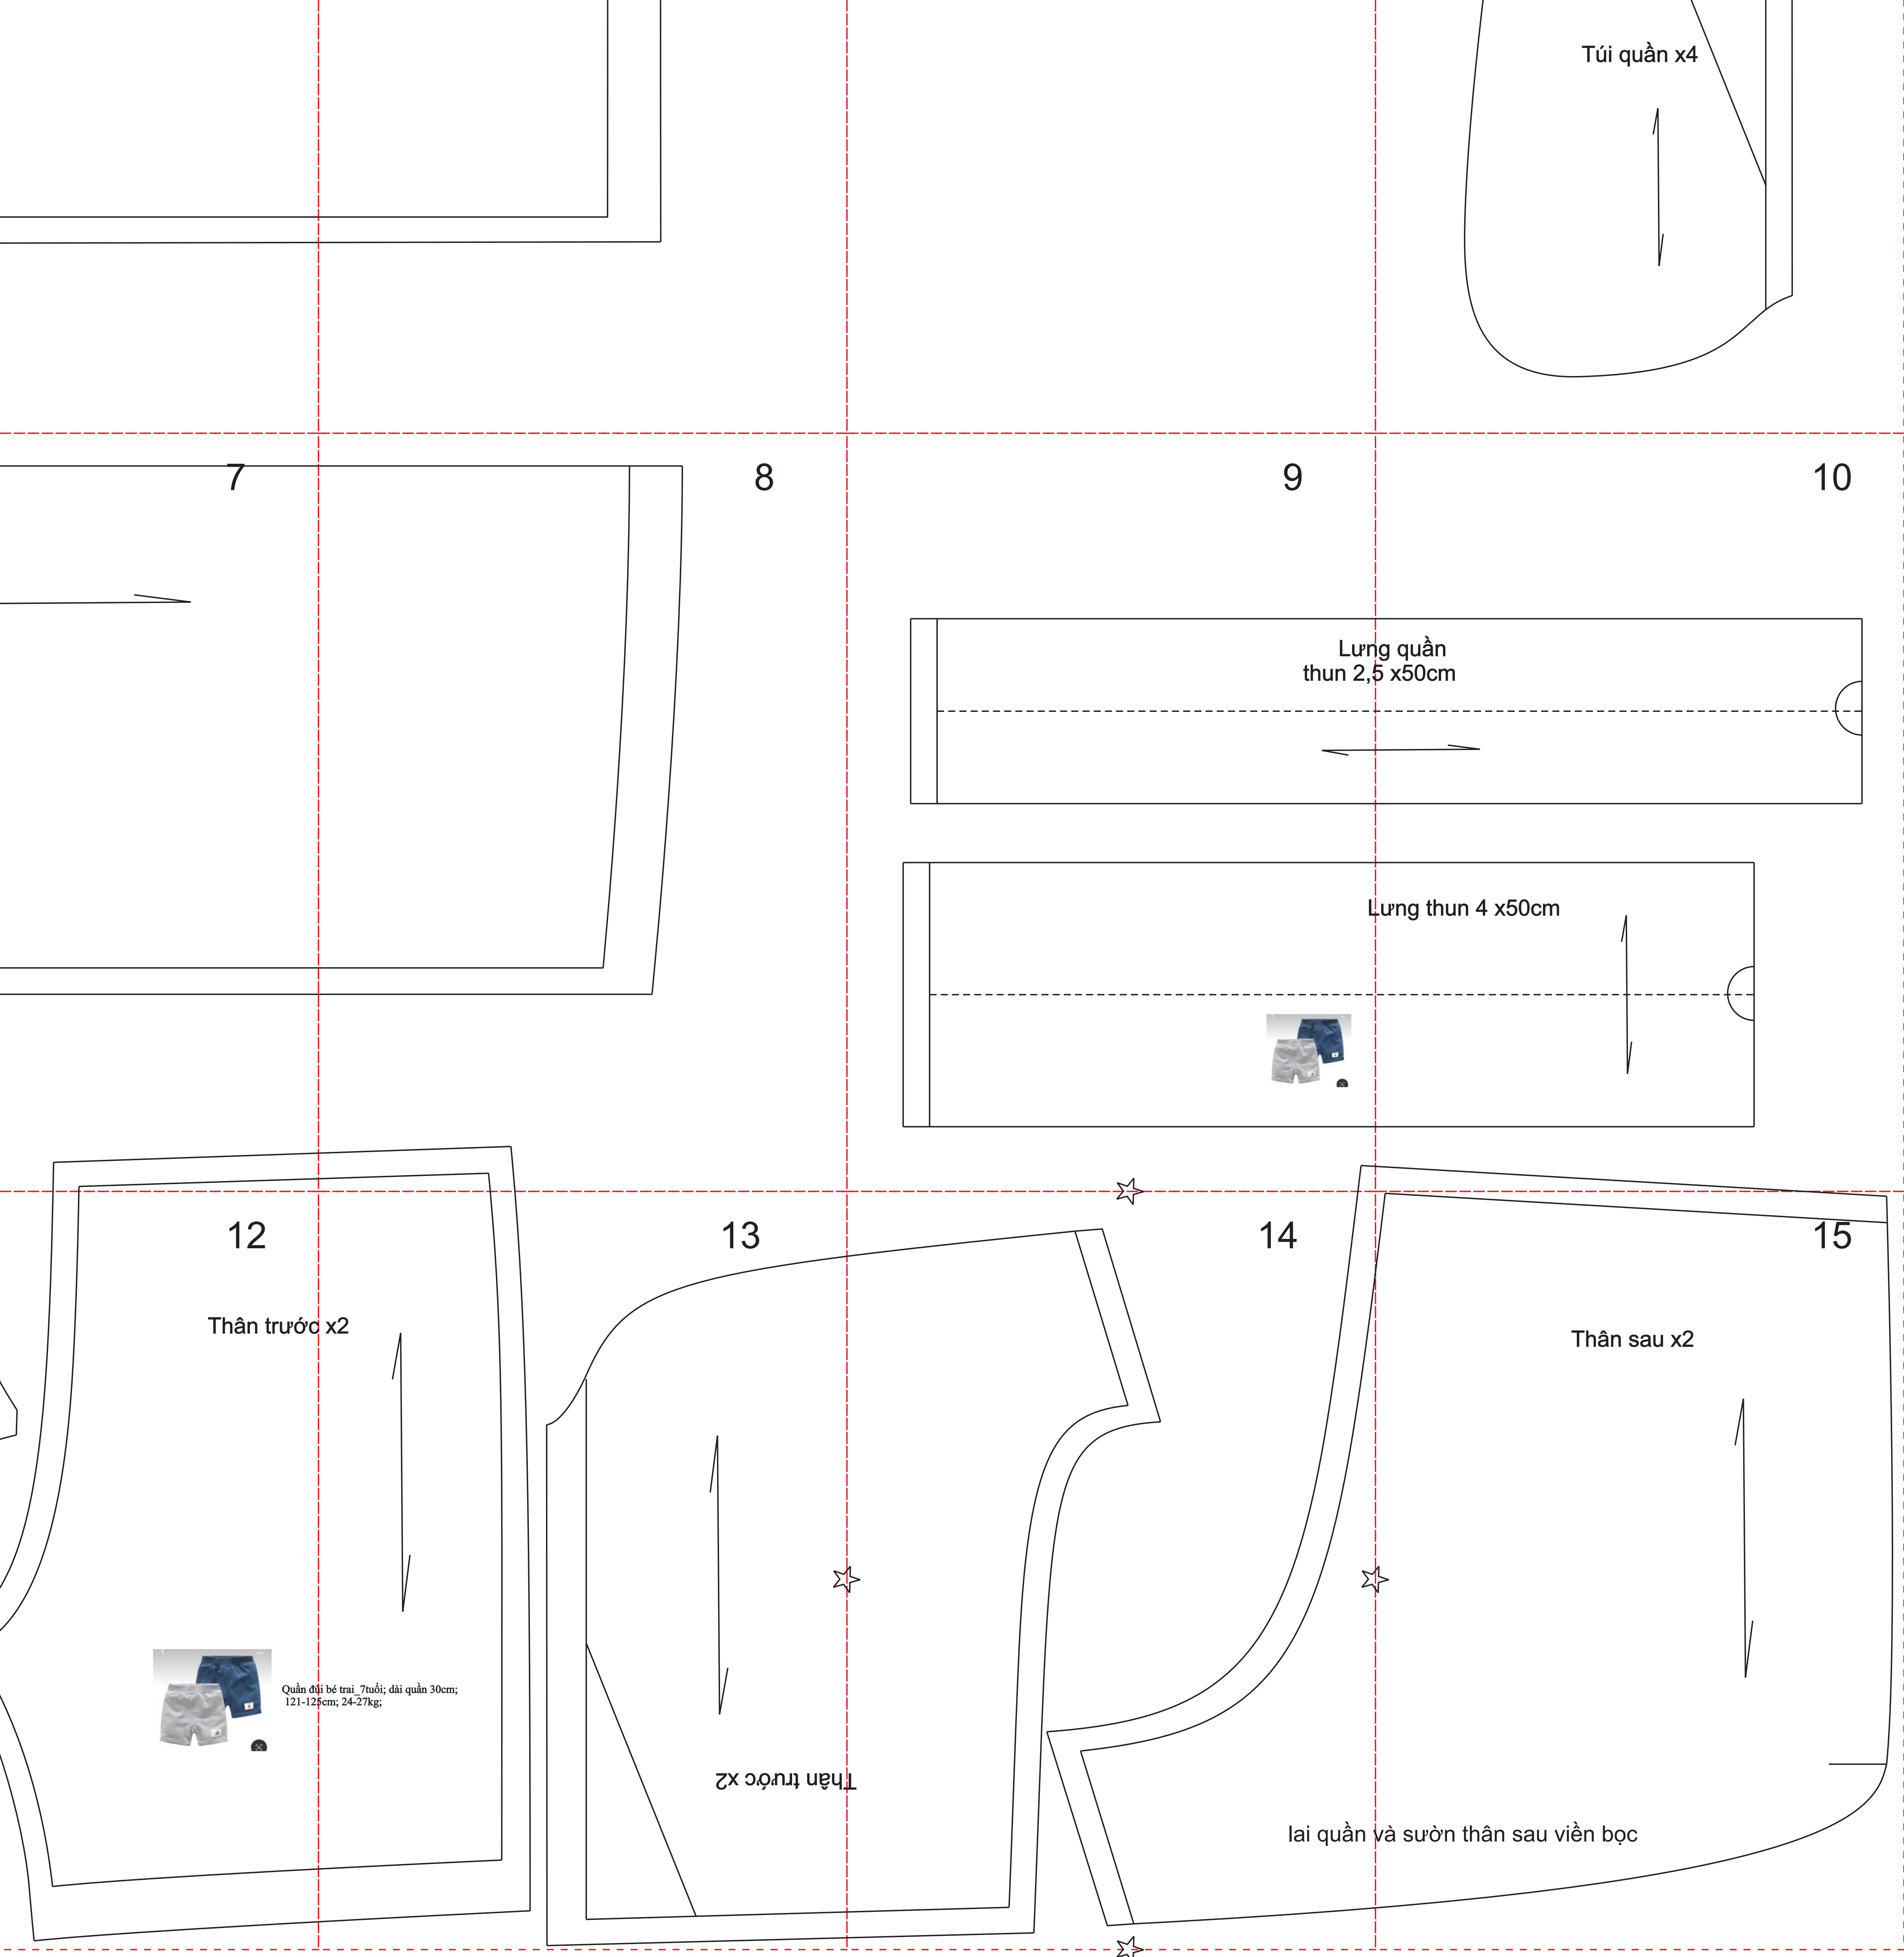 Túi quần x4
7
8
9
10
Lưng quần
thun 2,5 x50cm
Lưng thun 4 x50cm
12
13
14
15
Thân trước x2
Thân sau x2
Quần đùi bé trai_7tuổi; dài quần 30cm;
121-125cm; 24-27kg;
Thân trước x2
lai quần và sườn thân sau viền bọc